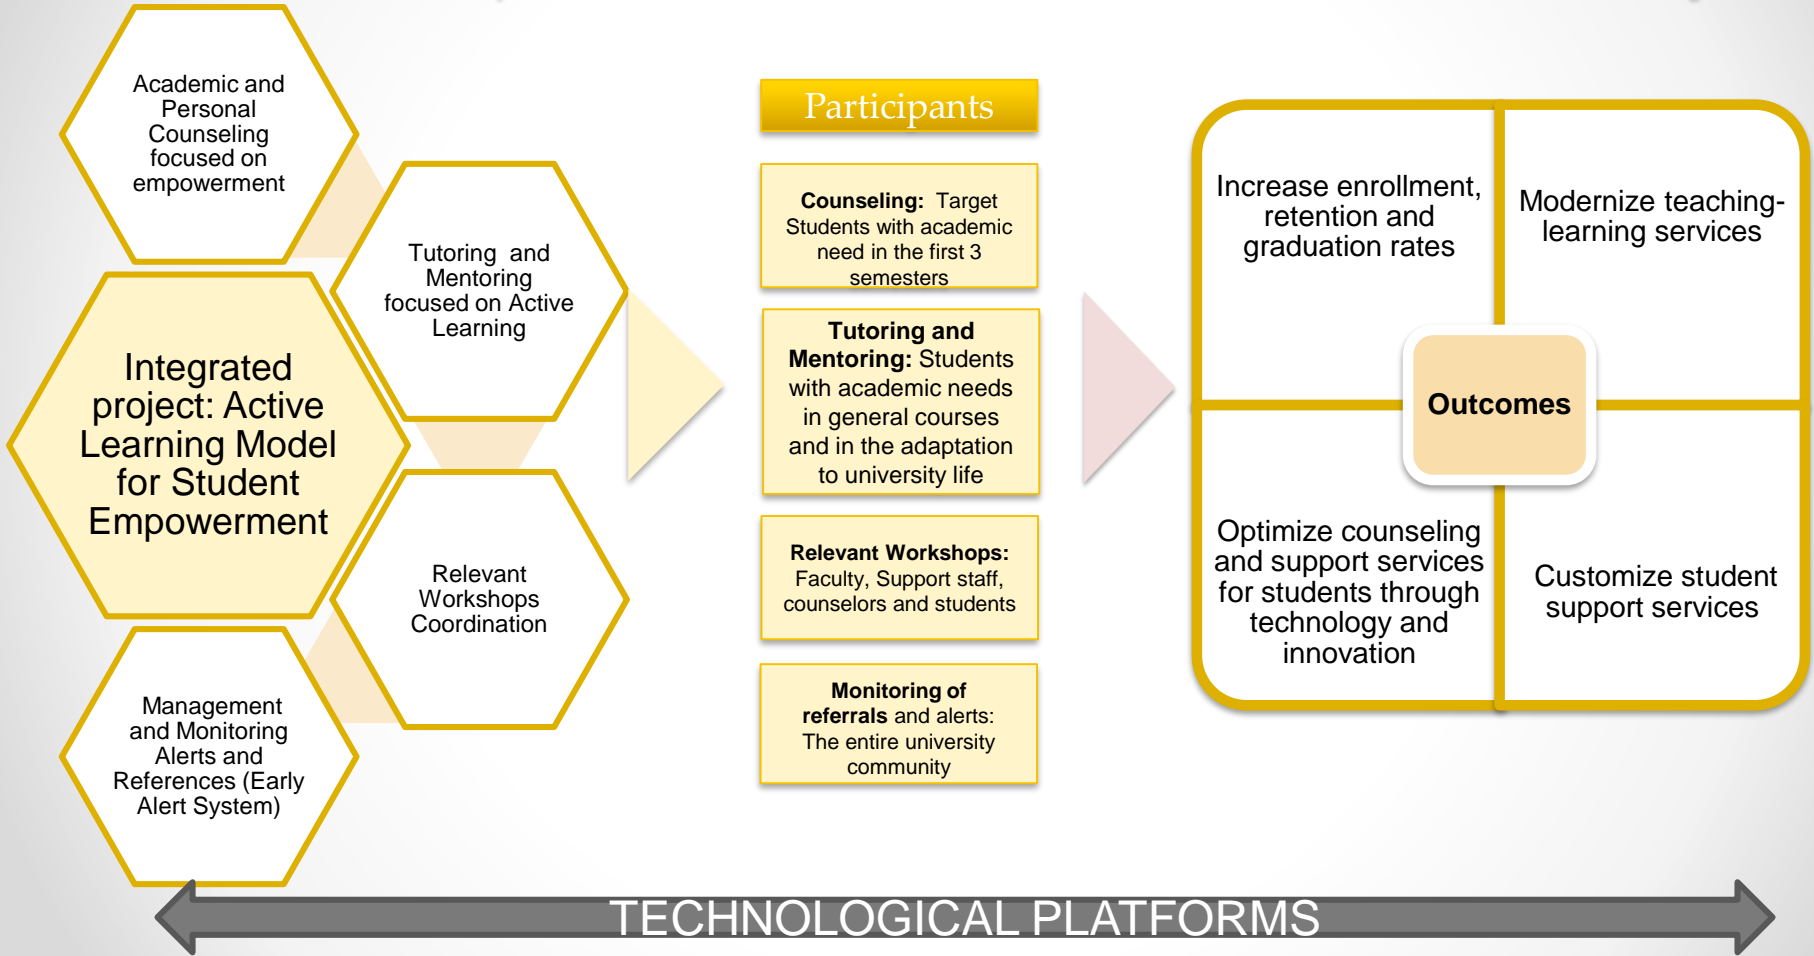 Academic and
Personal
Counseling
focused on
empowerment
Tutoring and
Mentoring
focused on Active
Learning
Integrated
project: Active
Learning Model
for Student
Empowerment
Relevant
Workshops
Coordination
Management
and Monitoring
Alerts and
References (Early
Alert System)
Participants
Counseling: Target
Students with academic
need in the first 3
semesters
Tutoring and
Mentoring: Students
with academic needs
in general courses
and in the adaptation
to university life
Relevant Workshops:
Faculty, Support staff,
counselors and students
Monitoring of
referrals and alerts:
The entire university
community
Increase enrollment,
retention and
graduation rates
Modernize teaching-
learning services
Outcomes
Optimize counseling
and support services
for students through
technology and
innovation
Customize student
support services
TECHNOLOGICAL PLATFORMS